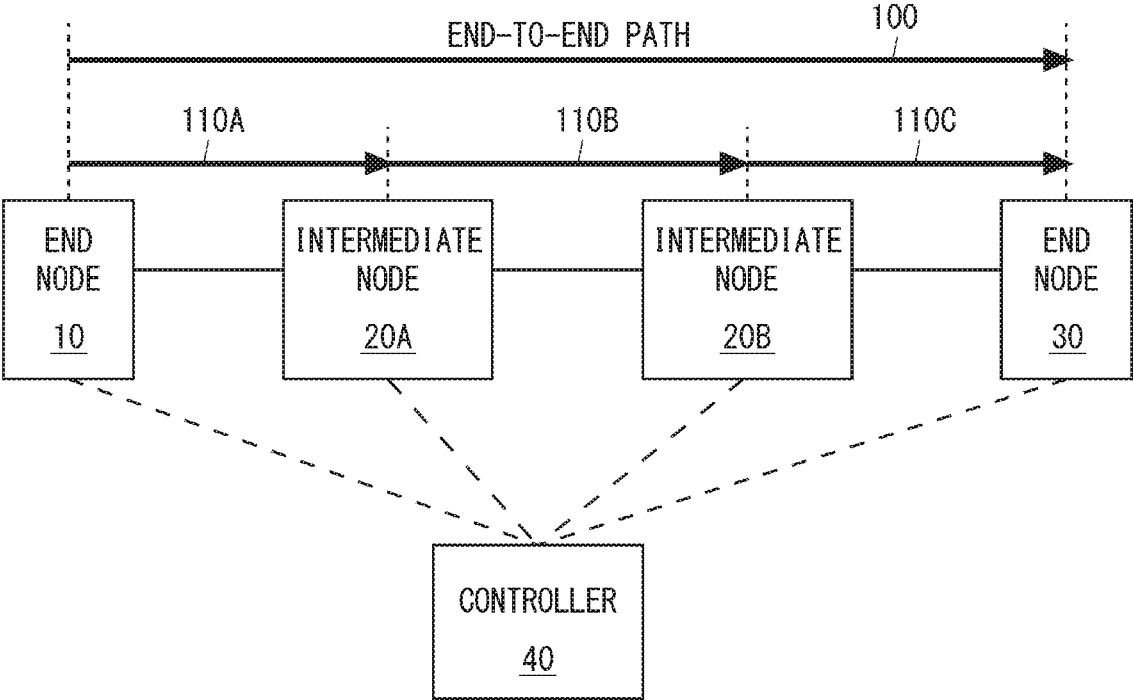 END-TO-END PATH
100
110A
110B
110C
END
NODE
10
INTERMEDIATE
NODE
20A
INTERMEDIATE
NODE
20B
END
NODE
30
CONTROLLER
40